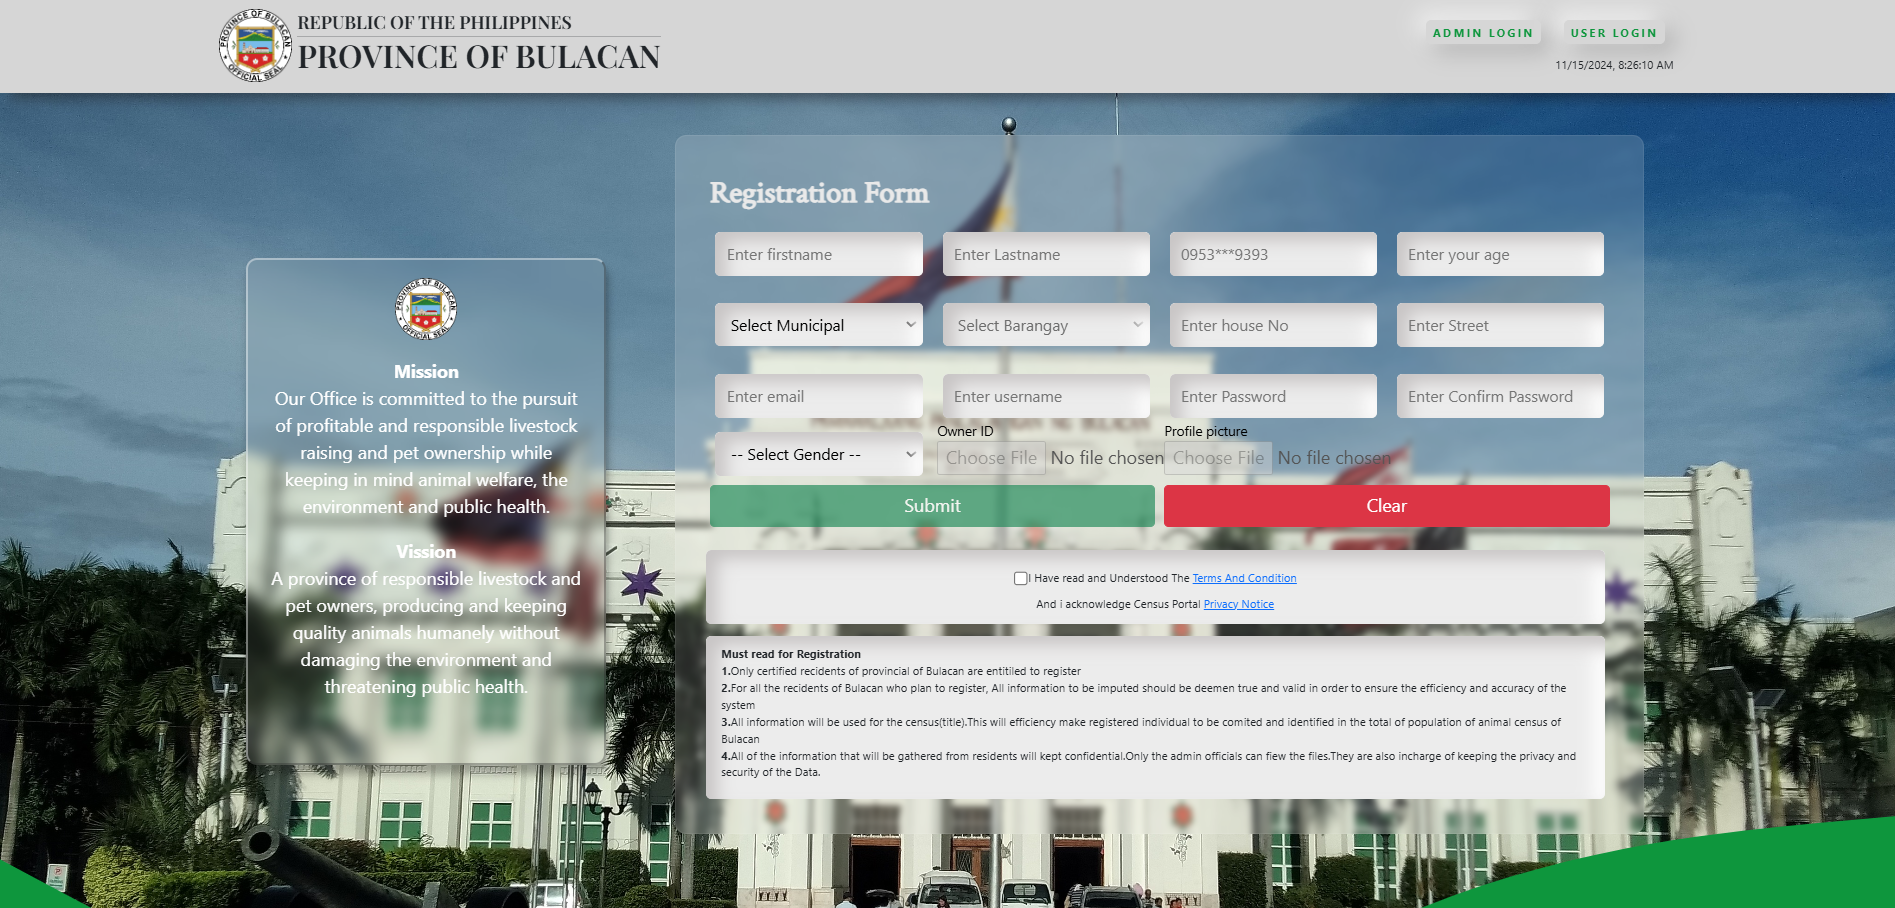 PROVINCE OF BULACAN
OFFICIAL SEAL
REPUBLIC OF THE PHILIPPINES
PROVINCE OF BULACAN
ADMIN LOGIN
USER LOGIN
11/15/2024, 8:26:10 AM
PROVINCE OF BULACAN
OFFICIAL SEAL
Mission
Our Office is committed to the pursuit
of profitable and responsible livestock
raising and pet ownership while
keeping in mind animal welfare, the
environment and public health.
Vission
A province of responsible livestock and
pet owners, producing and keeping
quality animals humanely without
damaging the environment and
threatening public health.
Registration Form
Enter firstname
Enter Lastname
0953***9393
Enter your age
Select Municipal
Select Barangay
Enter house No
Enter Street
Enter email
Enter username
Enter Password
Enter Confirm Password
-- Select Gender --
Owner ID
Choose File No file chosen
Profile picture
Choose File No file chosen
Submit
Clear
I Have read and Understood The Terms And Condition
And i acknowledge Census Portal Privacy Notice
Must read for Registration
1.Only certified recidents of provincial of Bulacan are entitiled to register
2.For all the recidents of Bulacan who plan to register, All information to be imputed should be deemen true and valid in order to ensure the efficiency and accuracy of the
system
3.All information will be used for the census(title).This will efficiency make registered individual to be comited and identified in the total of population of animal census of
Bulacan
4.All of the information that will be gathered from residents will kept confidential.Only the admin officials can fiew the files.They are also incharge of keeping the privacy and
security of the Data.